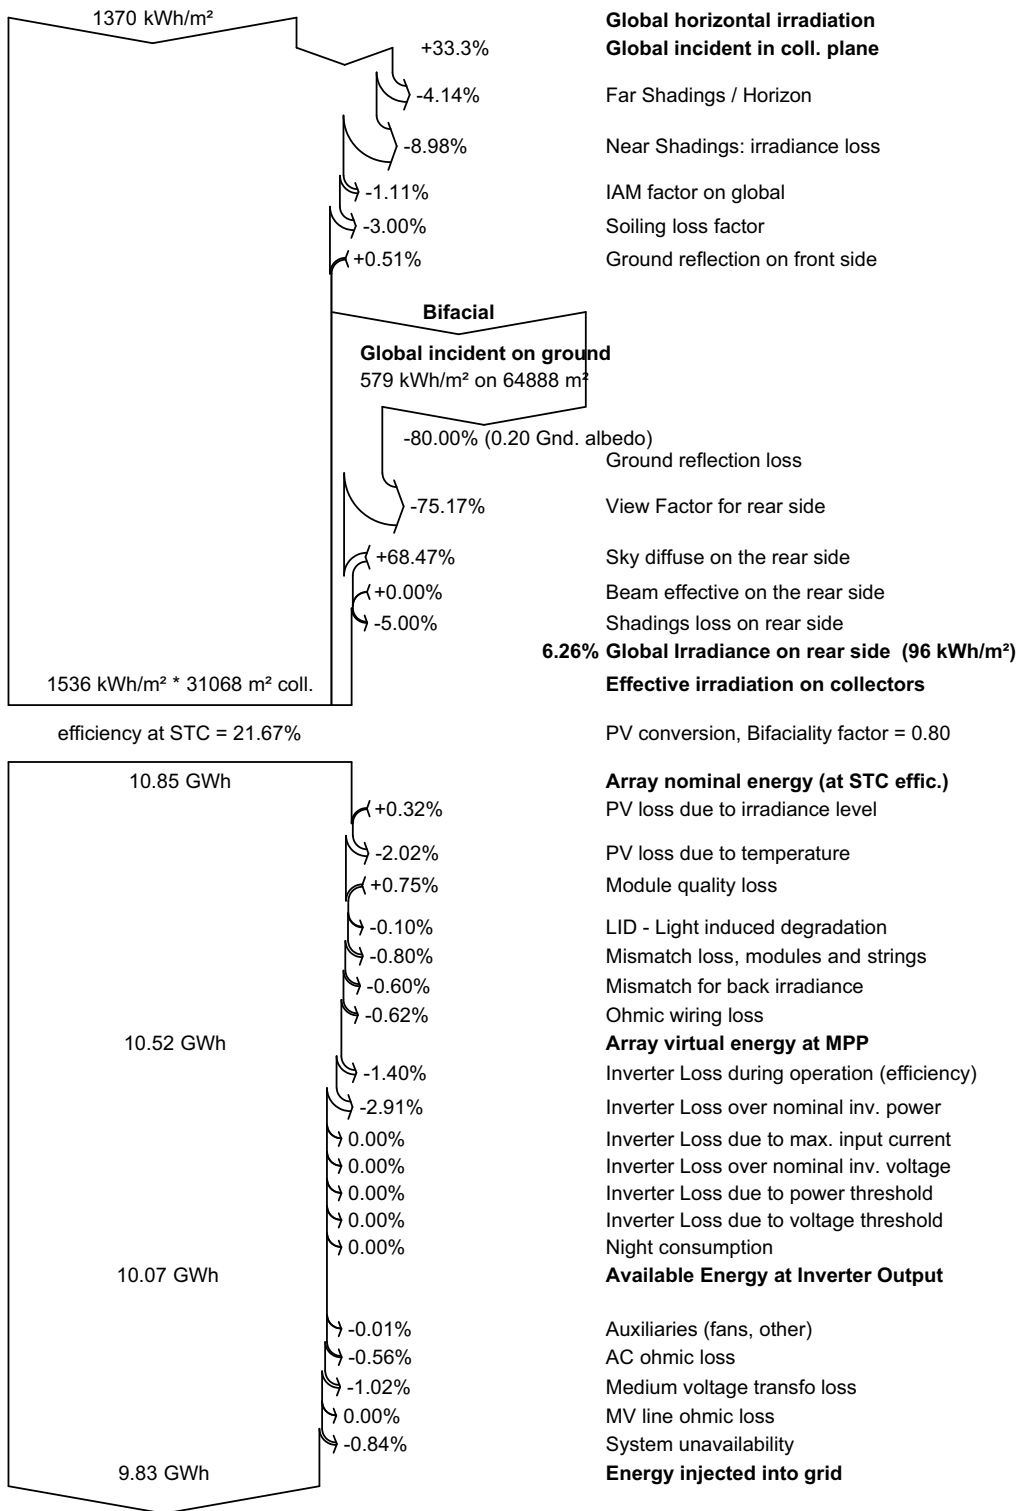 1370 kWh/m² Global horizontal irradiation
+33.3% Global incident in coll. plane
-4.14% Far Shadings / Horizon
-8.98% Near Shadings: irradiance loss
-1.11% IAM factor on global
-3.00% Soiling loss factor
+0.51% Ground reflection on front side
Bifacial
Global incident on ground
579 kWh/m² on 64888 m²
-80.00% (0.20 Gnd. albedo)
Ground reflection loss
-75.17% View Factor for rear side
+68.47% Sky diffuse on the rear side
+0.00% Beam effective on the rear side
-5.00% Shadings loss on rear side
6.26% Global Irradiance on rear side (96 kWh/m²)
1536 kWh/m² * 31068 m² coll. Effective irradiation on collectors
efficiency at STC = 21.67% PV conversion, Bifaciality factor = 0.80
10.85 GWh Array nominal energy (at STC effic.)
+0.32% PV loss due to irradiance level
-2.02% PV loss due to temperature
+0.75% Module quality loss
-0.10% LID - Light induced degradation
-0.80% Mismatch loss, modules and strings
-0.60% Mismatch for back irradiance
-0.62% Ohmic wiring loss
10.52 GWh Array virtual energy at MPP
-1.40% Inverter Loss during operation (efficiency)
-2.91% Inverter Loss over nominal inv. power
0.00% Inverter Loss due to max. input current
0.00% Inverter Loss over nominal inv. voltage
0.00% Inverter Loss due to power threshold
0.00% Inverter Loss due to voltage threshold
0.00% Night consumption
10.07 GWh Available Energy at Inverter Output
-0.01% Auxiliaries (fans, other)
-0.56% AC ohmic loss
-1.02% Medium voltage transfo loss
0.00% MV line ohmic loss
-0.84% System unavailability
9.83 GWh Energy injected into grid